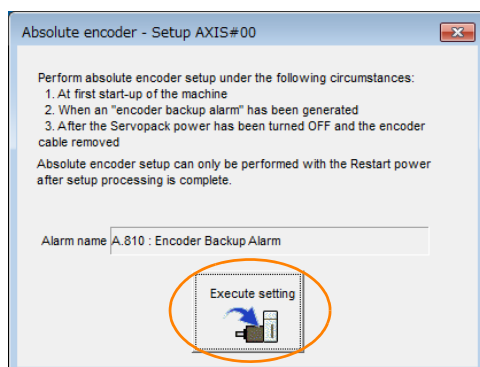 Absolute encoder - Setup AXIS#00
Perform absolute encoder setup under the following circumstances:
1. At first start-up of the machine
2. When an "encoder backup alarm" has been generated
3. After the Servopack power has been turned OFF and the encoder
cable removed
Absolute encoder setup can only be performed with the Restart power
after setup processing is complete.
Alarm name A.810 : Encoder Backup Alarm
Execute setting